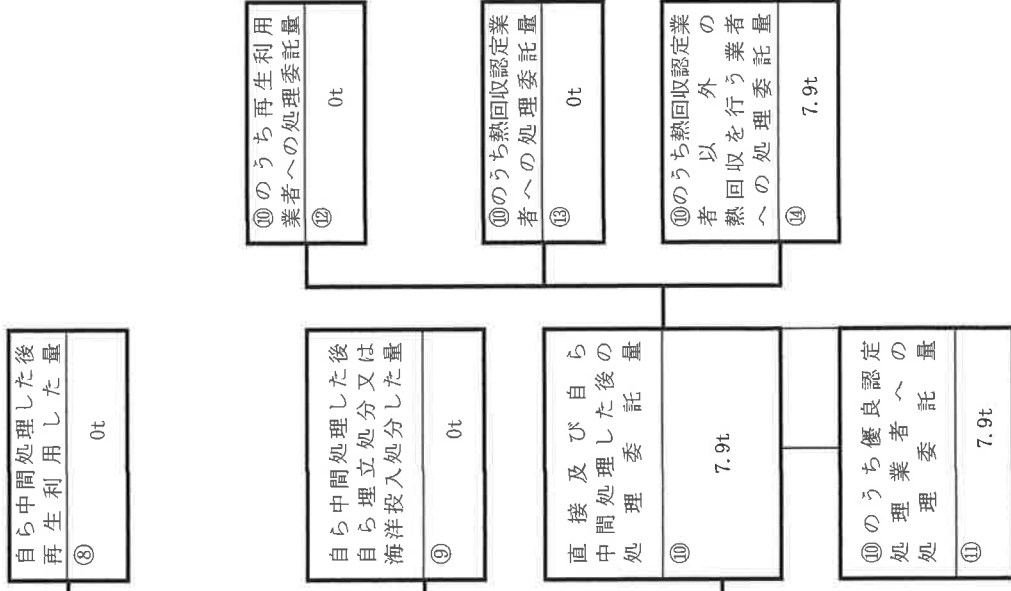 自ら中間処理した後
再生利用した量
⑧
0t
自ら中間処理した後
自ら埋立処分又は
海洋投入処分した量
⑨
0t
直接及び自ら
中間処理した後の
処理委託量
⑩
7.9t
⑩のうち優良認定
処理業者への
処理委託量
⑪
7.9t
⑩のうち再生利用
業者への処理委託量
⑫
0t
⑩のうち熱回収認定業
者への処理委託量
⑬
0t
⑩のうち熱回収認定業
者以外の
熱回収を行う業者
への処理委託量
⑭
7.9t